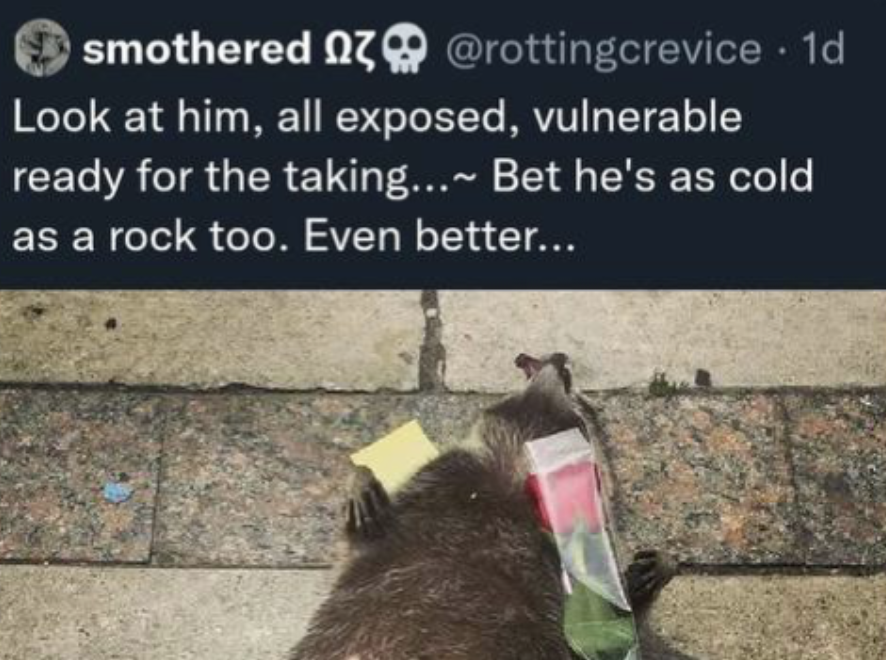 smothered Ωζ💀 @rottingcrevice · 1d
Look at him, all exposed, vulnerable
ready for the taking...~ Bet he's as cold
as a rock too. Even better...